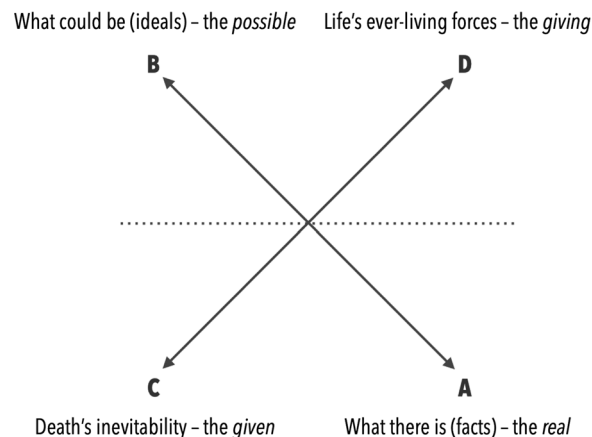 What could be (ideals) – the possible
Life's ever-living forces – the giving
B
D
C
A
Death's inevitability – the given
What there is (facts) – the real